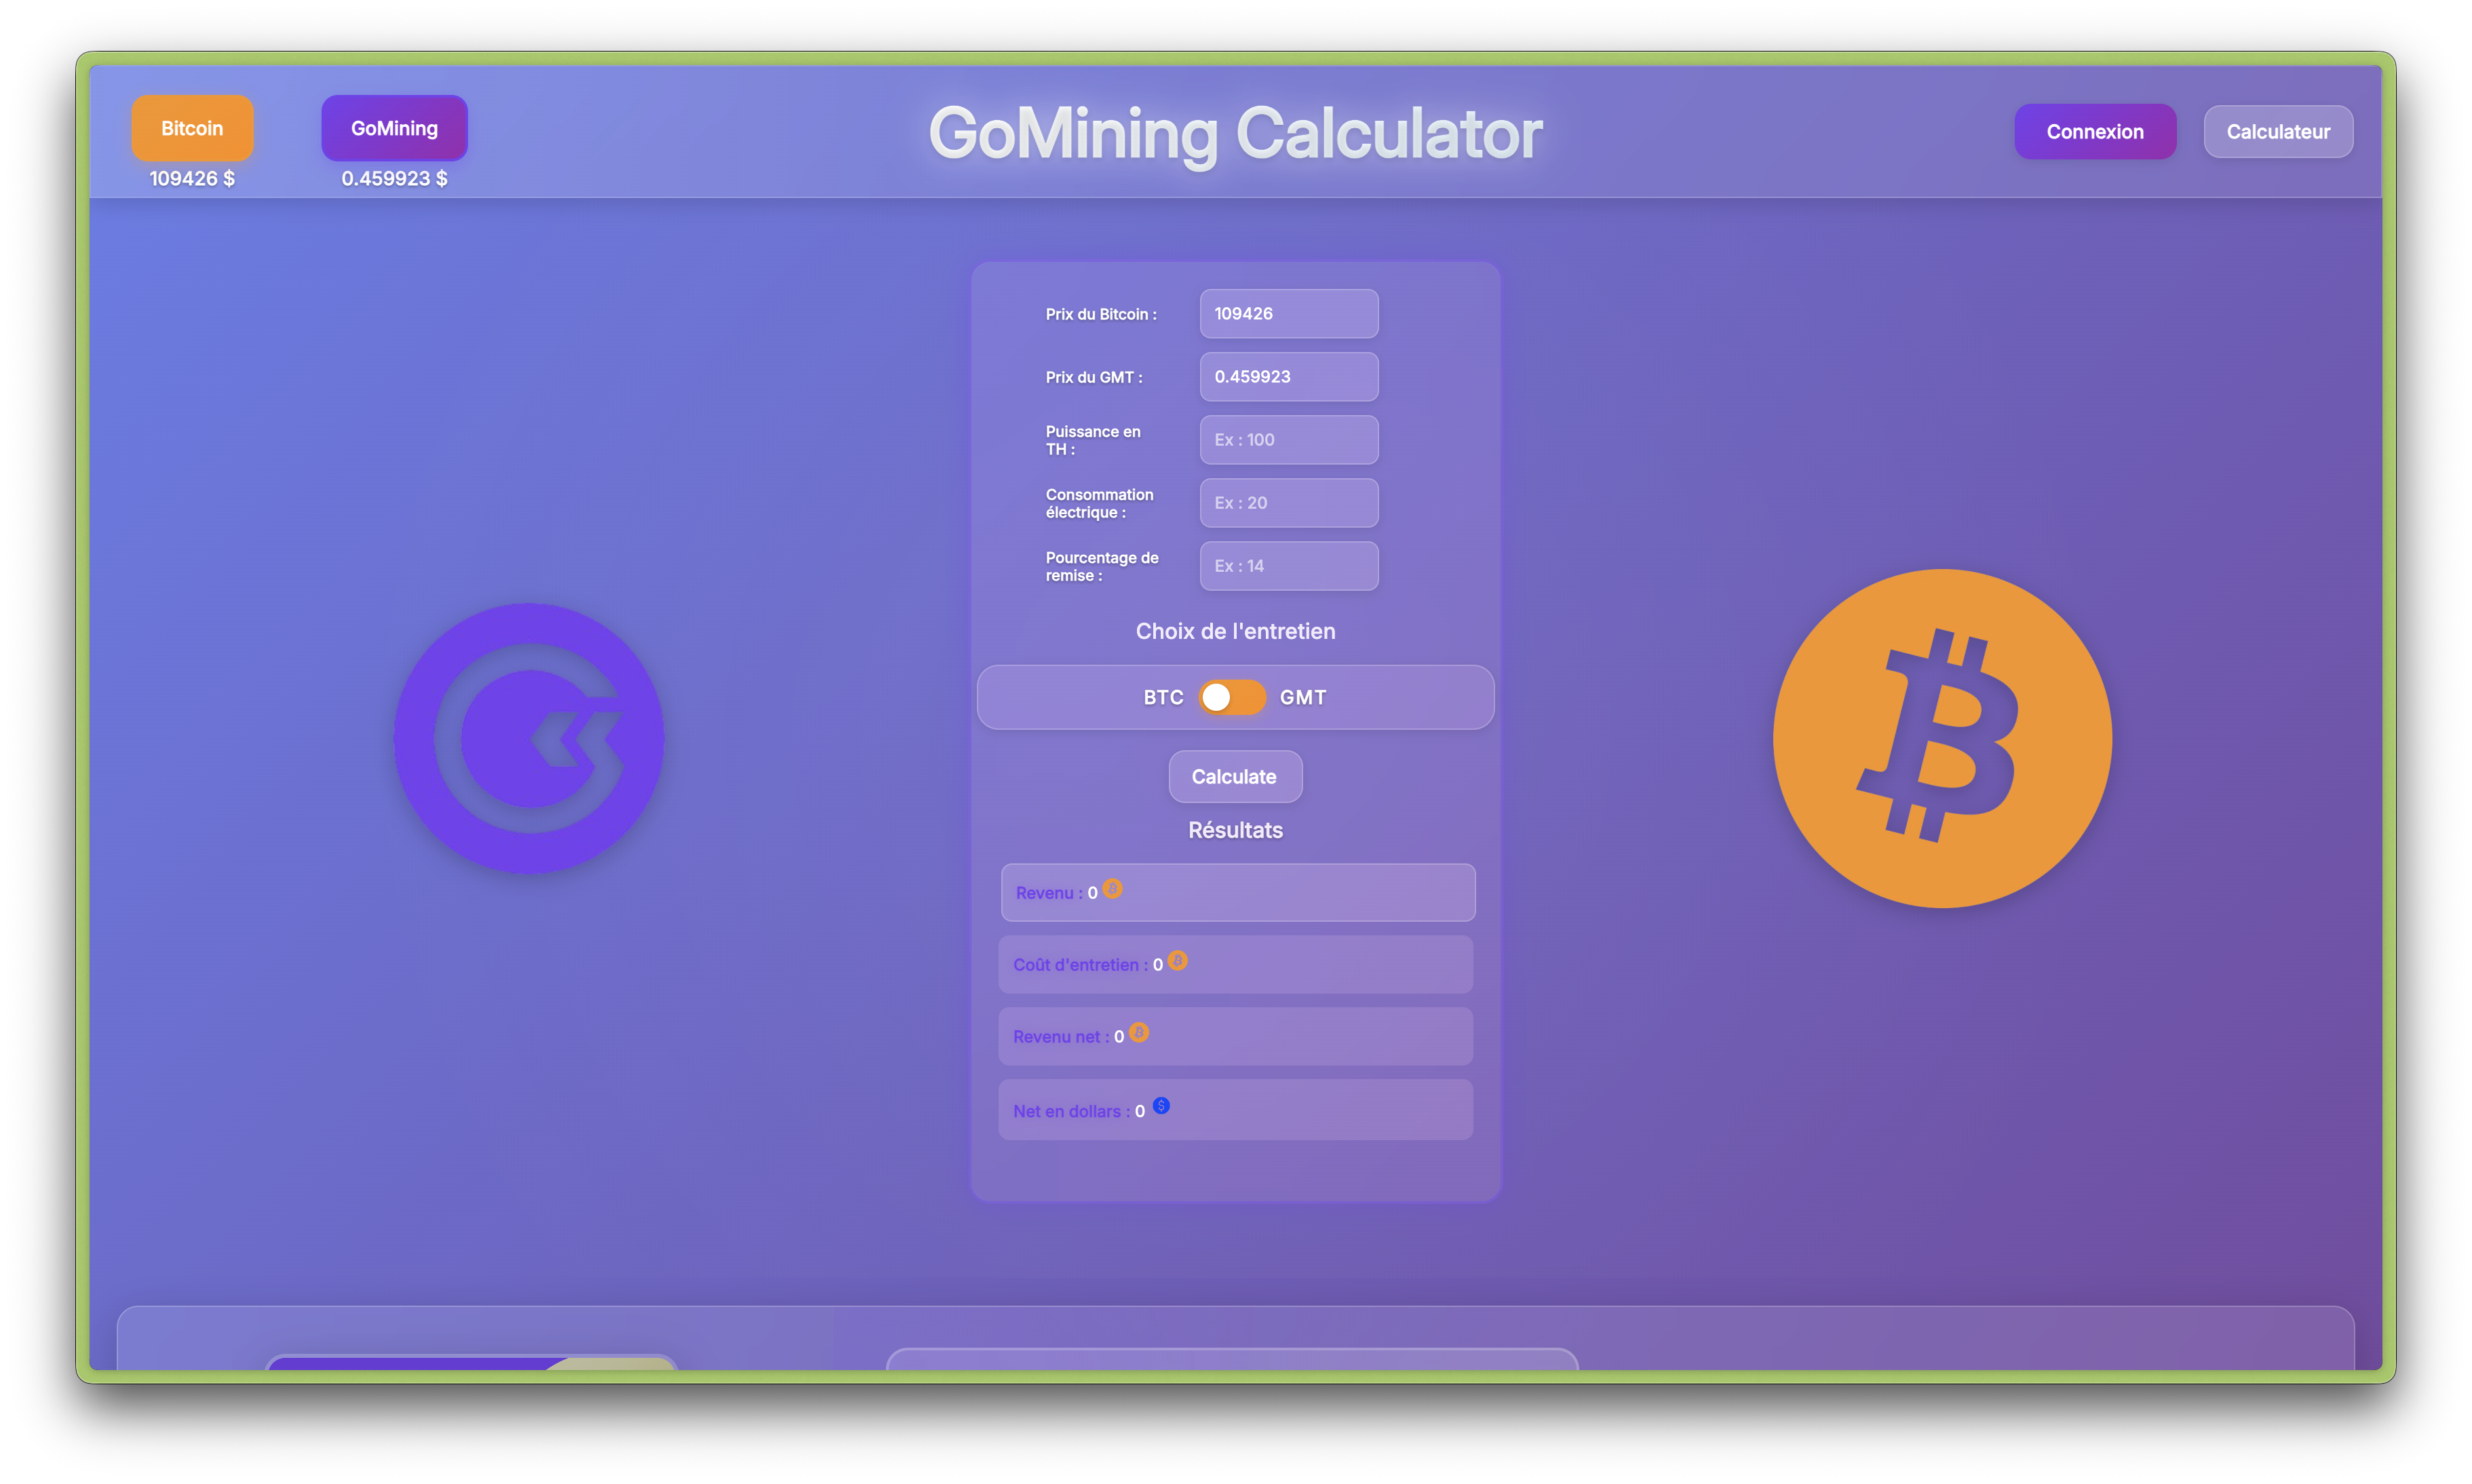 Bitcoin
109426 $
GoMining
0.459923 $
GoMining Calculator
Connexion
Calculateur
Prix du Bitcoin :
109426
Prix du GMT :
0.459923
Puissance en
TH :
Ex : 100
Consommation
électrique :
Ex : 20
Pourcentage de
remise :
Ex : 14
Choix de l'entretien
BTC
GMT
Calculate
Résultats
Revenu : 0
Coût d'entretien : 0
Revenu net : 0
Net en dollars : 0